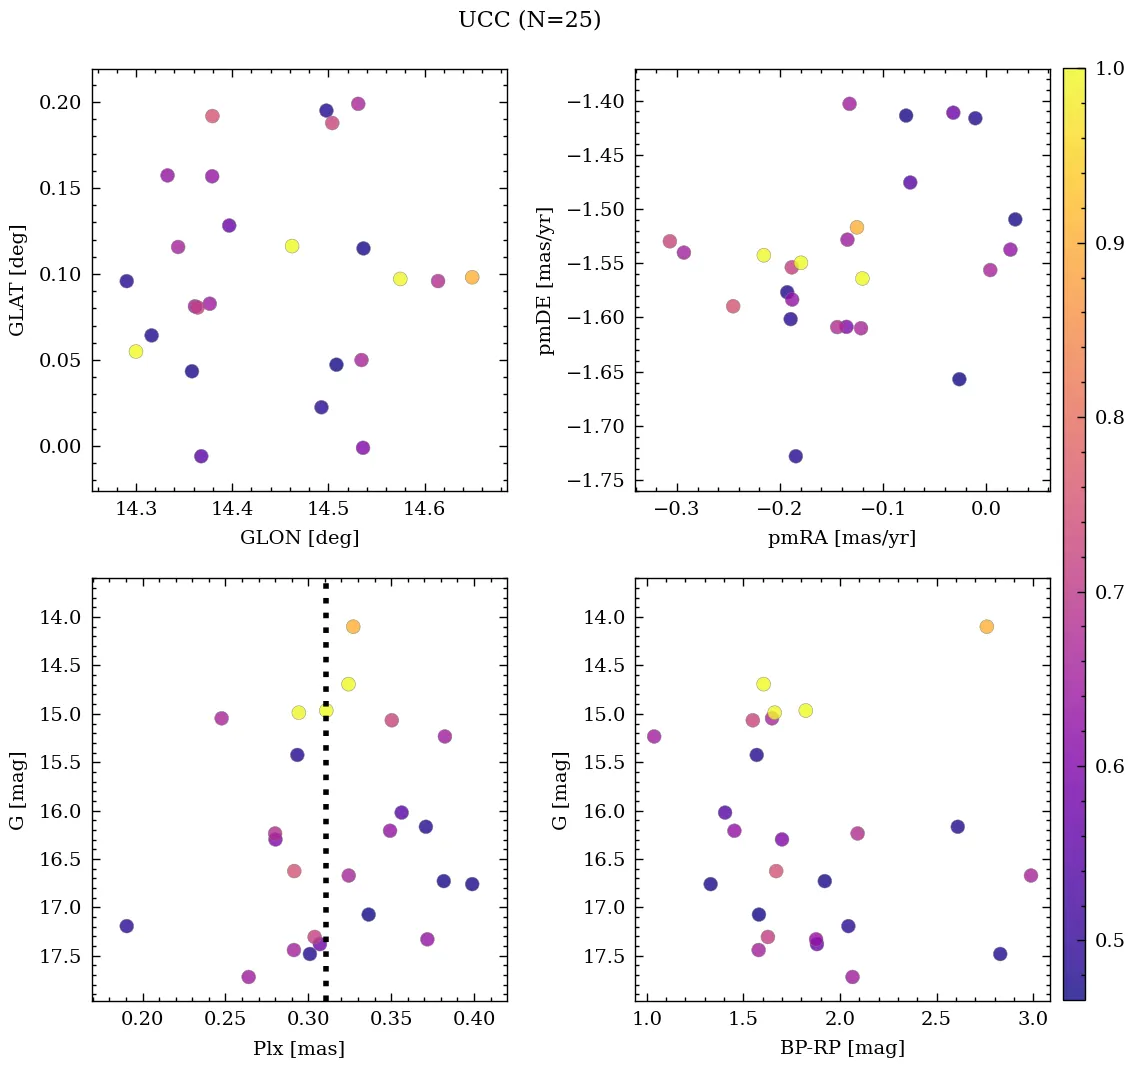 UCC (N=25)
0.20
0.15
0.10
0.05
0.00
GLAT [deg]
14.3 14.4 14.5 14.6
GLON [deg]
−1.40
−1.45
−1.50
−1.55
−1.60
−1.65
−1.70
−1.75
pmDE [mas/yr]
−0.3 −0.2 −0.1 0.0
pmRA [mas/yr]
14.0
14.5
15.0
15.5
16.0
16.5
17.0
17.5
G [mag]
0.20 0.25 0.30 0.35 0.40
Plx [mas]
14.0
14.5
15.0
15.5
16.0
16.5
17.0
17.5
G [mag]
1.0 1.5 2.0 2.5 3.0
BP-RP [mag]
1.0
0.9
0.8
0.7
0.6
0.5